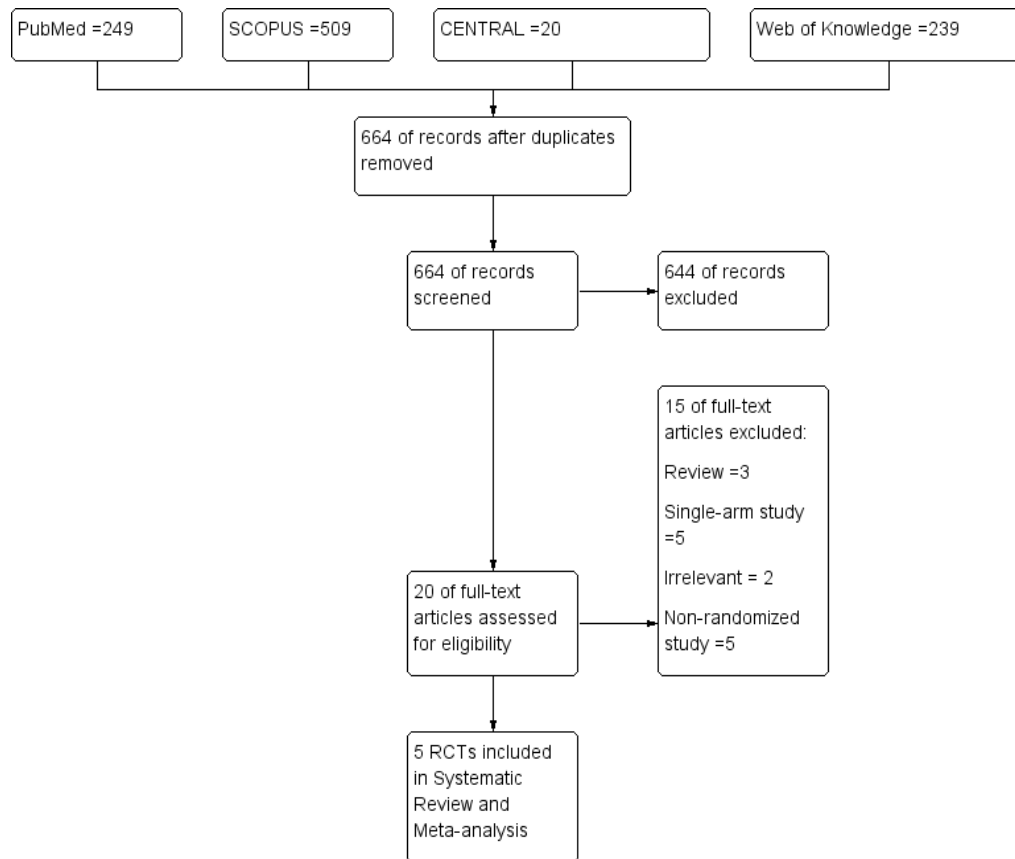 PubMed =249
SCOPUS =509
CENTRAL =20
Web of Knowledge =239
664 of records after duplicates
removed
664 of records
screened
644 of records
excluded
15 of full-text
articles excluded:
Review =3
Single-arm study
=5
Irrelevant = 2
Non-randomized
study =5
20 of full-text
articles assessed
for eligibility
5 RCTs included
in Systematic
Review and
Meta-analysis